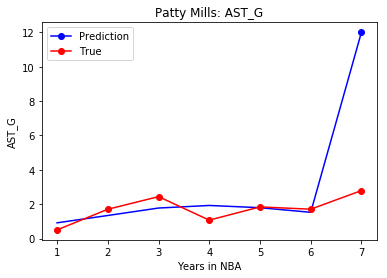 Patty Mills: AST_G
Prediction
True
AST_G
12
10
8
6
4
2
0
1 2 3 4 5 6 7
Years in NBA